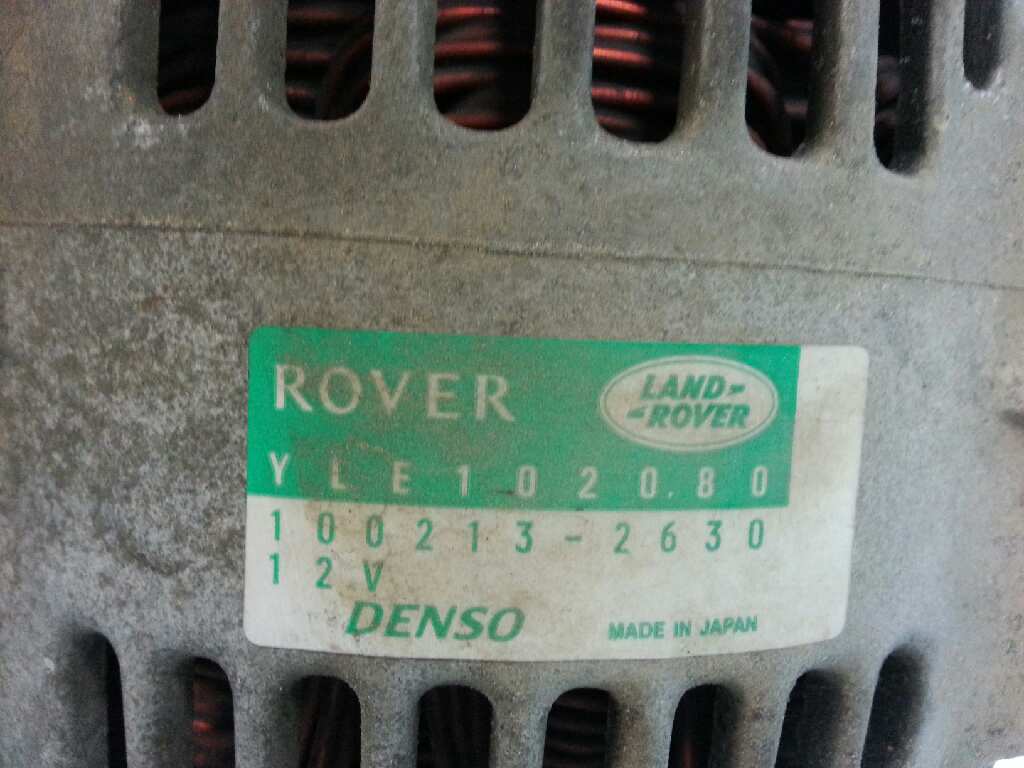 ROVER
LAND-
-ROVER
YLE102080
100213-2630
12V
DENSO
MADE IN JAPAN